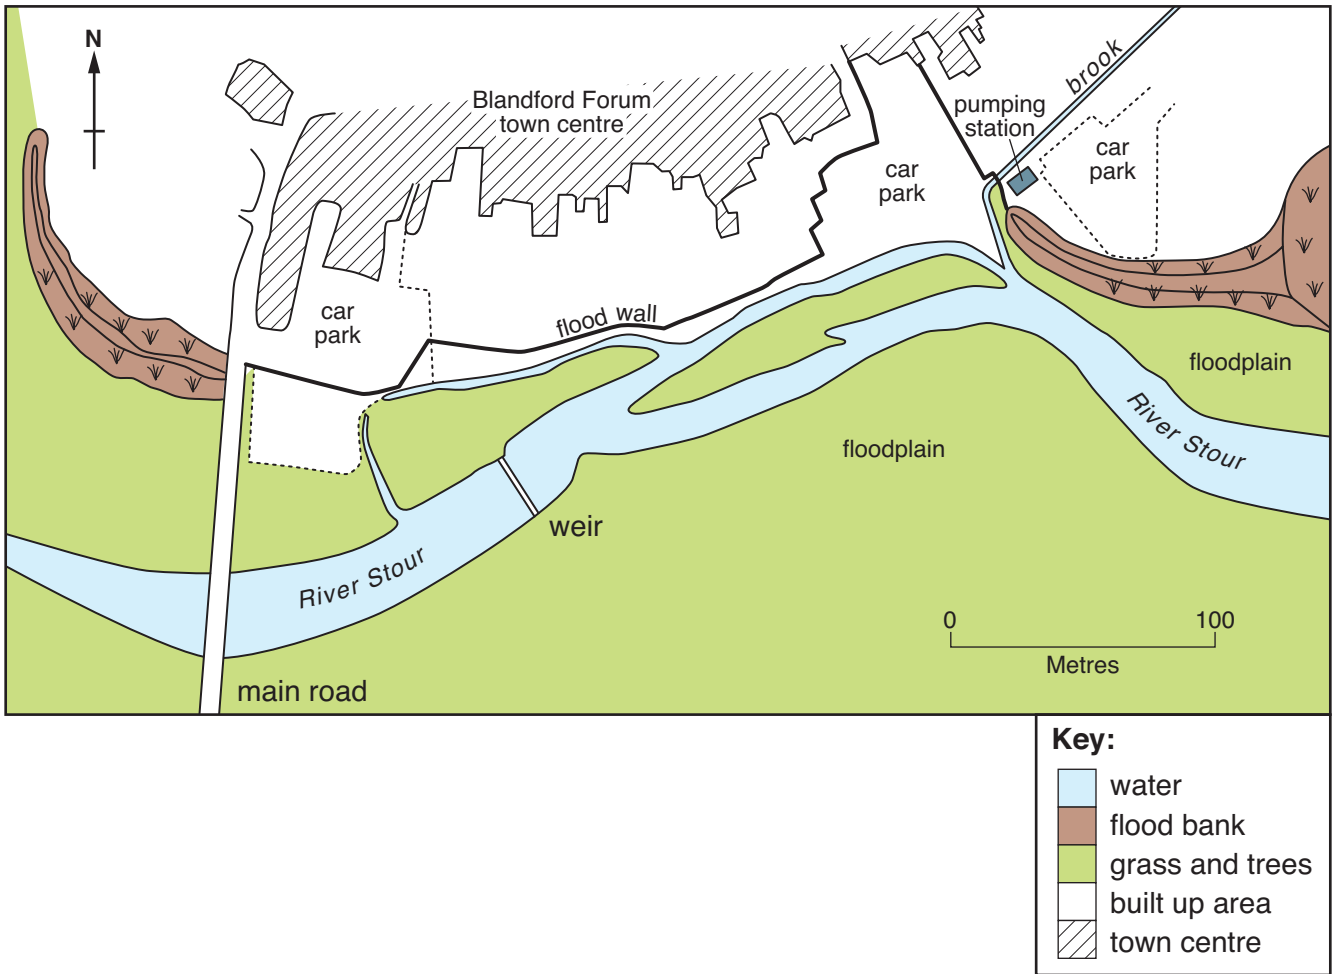 N
Blandford Forum
town centre
brook
pumping
station
car
park
car
park
car
park
flood wall
floodplain
River Stour
floodplain
weir
River Stour
0 100
Metres
main road
Key:
water
flood bank
grass and trees
built up area
town centre